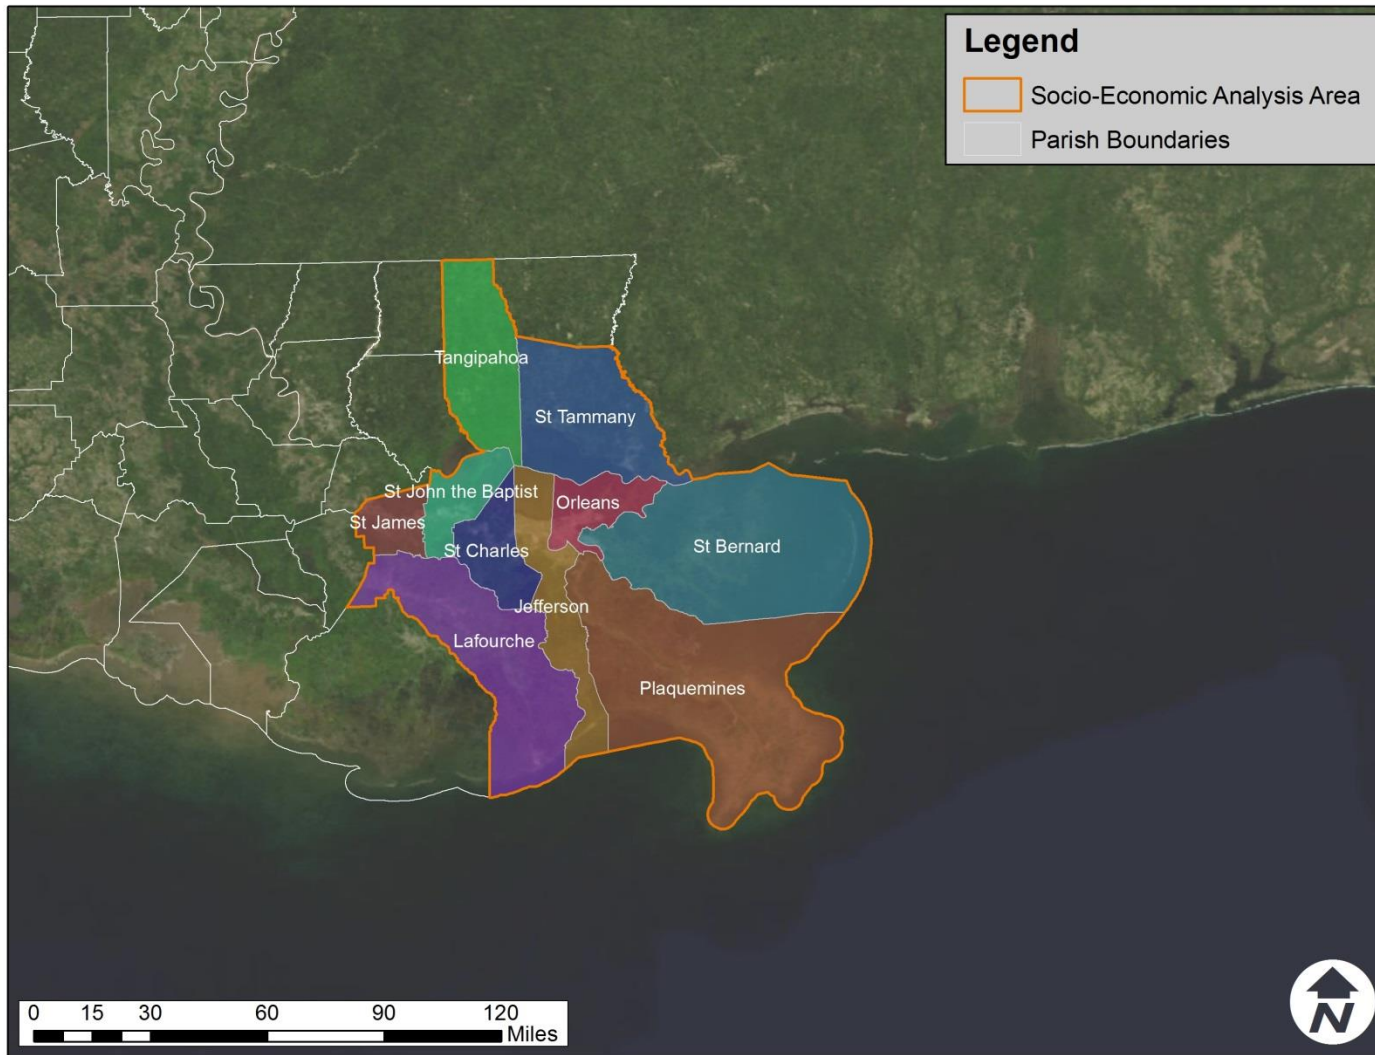 Legend
Socio-Economic Analysis Area
Parish Boundaries
Tangipahoa
St Tammany
St John the Baptist
Orleans
St James
St Charles
St Bernard
Jefferson
Lafourche
Plaquemines
0 15 30 60 90 120
Miles
N